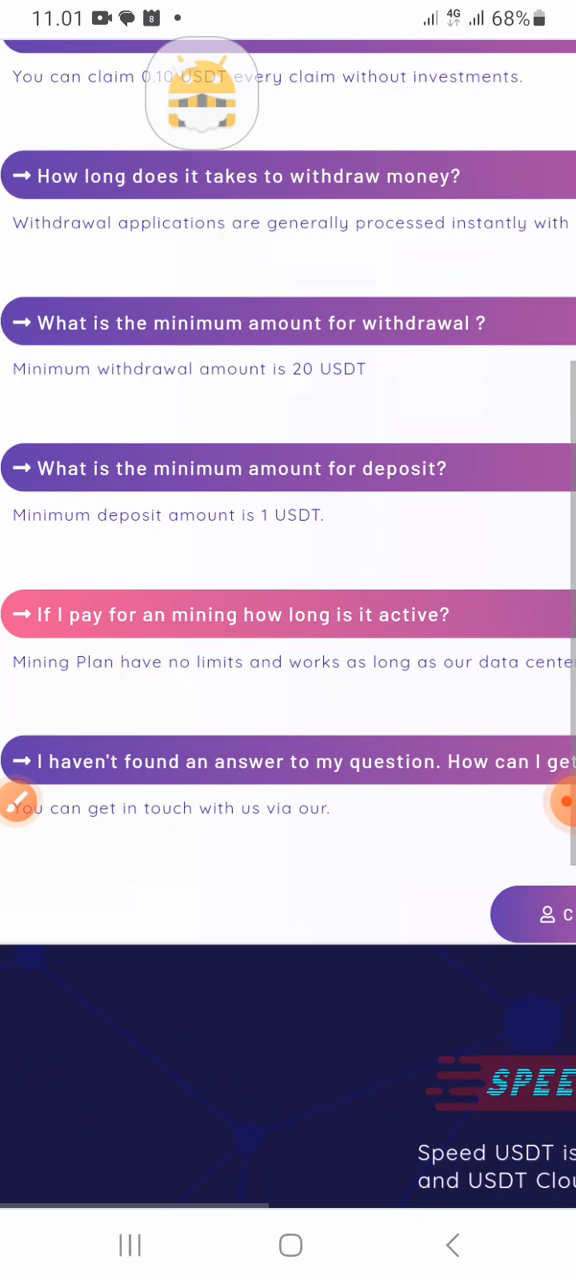 11.01 8 4G 68%
You can claim 0.10 USDT every claim without investments.
How long does it takes to withdraw money?
Withdrawal applications are generally processed instantly with
What is the minimum amount for withdrawal ?
Minimum withdrawal amount is 20 USDT
What is the minimum amount for deposit?
Minimum deposit amount is 1 USDT.
If I pay for an mining how long is it active?
Mining Plan have no limits and works as long as our data cente
I haven't found an answer to my question. How can I get
You can get in touch with us via our.
C
SPEE
Speed USDT is
and USDT Clou